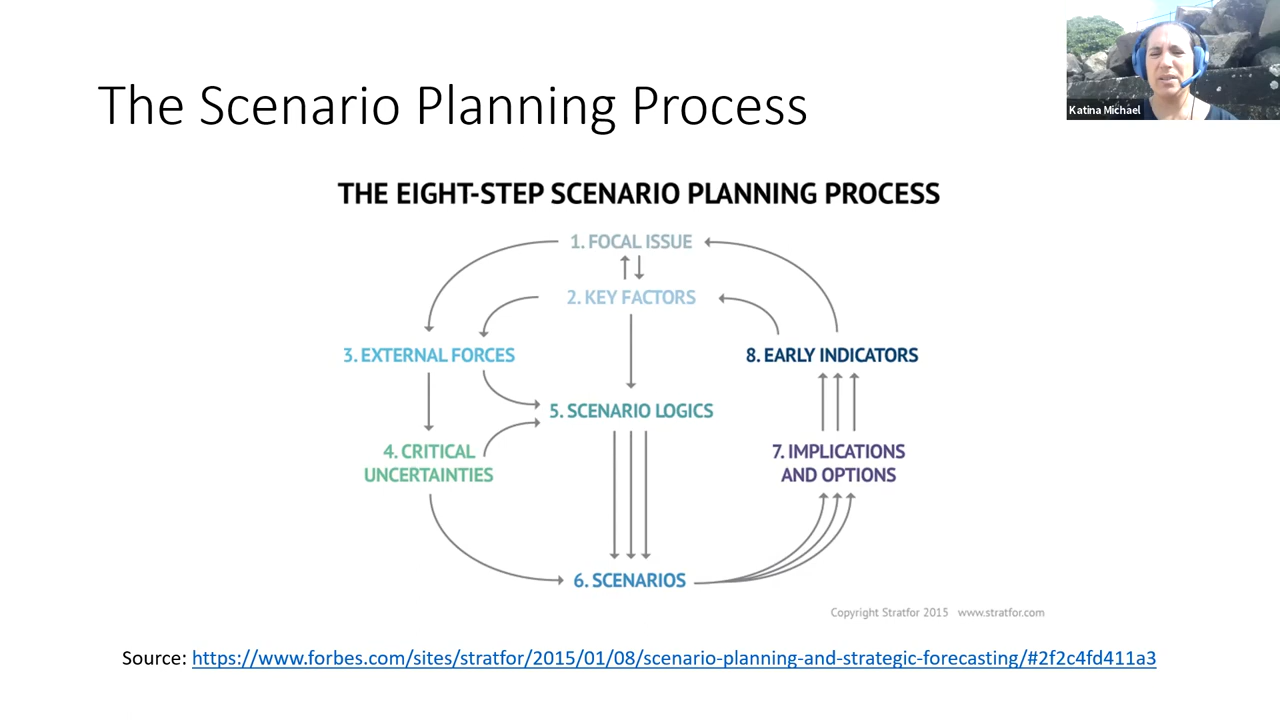 The Scenario Planning Process
Katina Michael
THE EIGHT-STEP SCENARIO PLANNING PROCESS
1. FOCAL ISSUE
2. KEY FACTORS
3. EXTERNAL FORCES
8. EARLY INDICATORS
5. SCENARIO LOGICS
4. CRITICAL
UNCERTAINTIES
7. IMPLICATIONS
AND OPTIONS
6. SCENARIOS
Copyright Stratfor 2015 www.stratfor.com
Source: https://www.forbes.com/sites/stratfor/2015/01/08/scenario-planning-and-strategic-forecasting/#2f2c4fd411a3